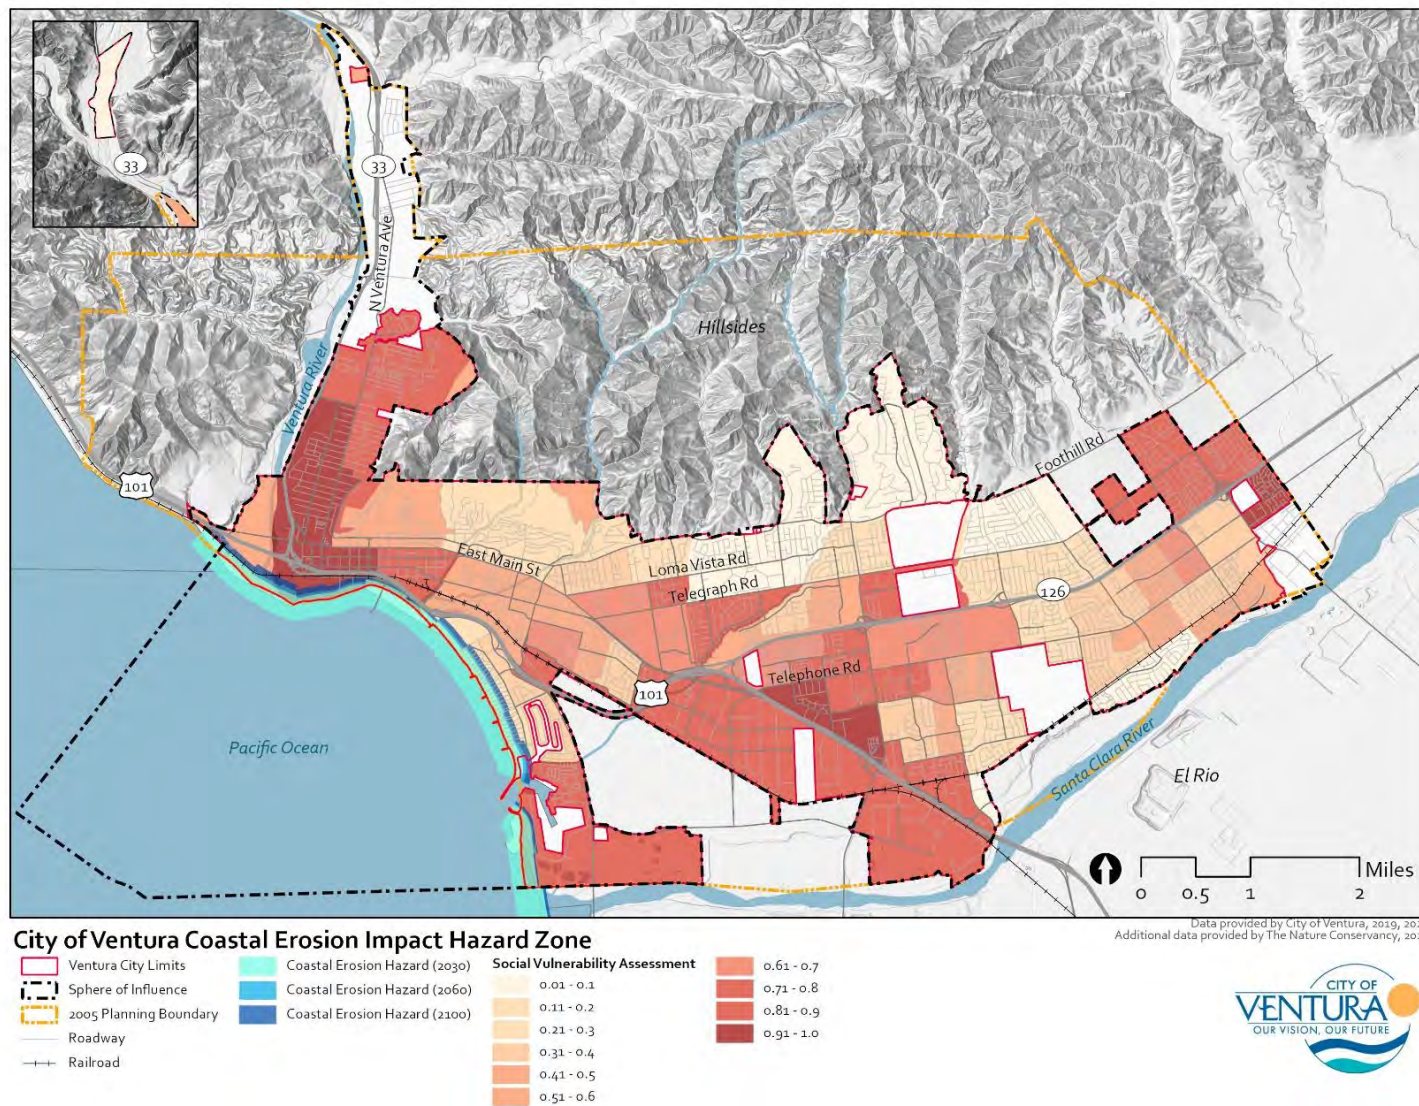 33
33
N Ventura Ave
Hillsides
Ventura River
Foothill Rd
101
East Main St
Loma Vista Rd
Telegraph Rd
126
Telephone Rd
101
Pacific Ocean
Santa Clara River
El Rio
0 0.5 1 2 Miles
Data provided by City of Ventura, 2019,
Additional data provided by The Nature Conservancy,
City of Ventura Coastal Erosion Impact Hazard Zone
Ventura City Limits
Sphere of Influence
2005 Planning Boundary
Roadway
Railroad
Coastal Erosion Hazard (2030)
Coastal Erosion Hazard (2060)
Coastal Erosion Hazard (2100)
Social Vulnerability Assessment
0.01 - 0.1
0.11 - 0.2
0.21 - 0.3
0.31 - 0.4
0.41 - 0.5
0.51 - 0.6
0.61 - 0.7
0.71 - 0.8
0.81 - 0.9
0.91 - 1.0
CITY OF
VENTURA
OUR VISION, OUR FUTURE